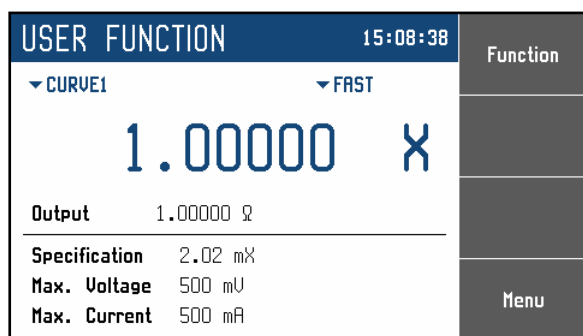 USER FUNCTION 15:08:38
Function
CURVE1 FAST
1.00000 X
Output 1.00000 Ω
Specification 2.02 mX
Max. Voltage 500 mV
Max. Current 500 mA
Menu